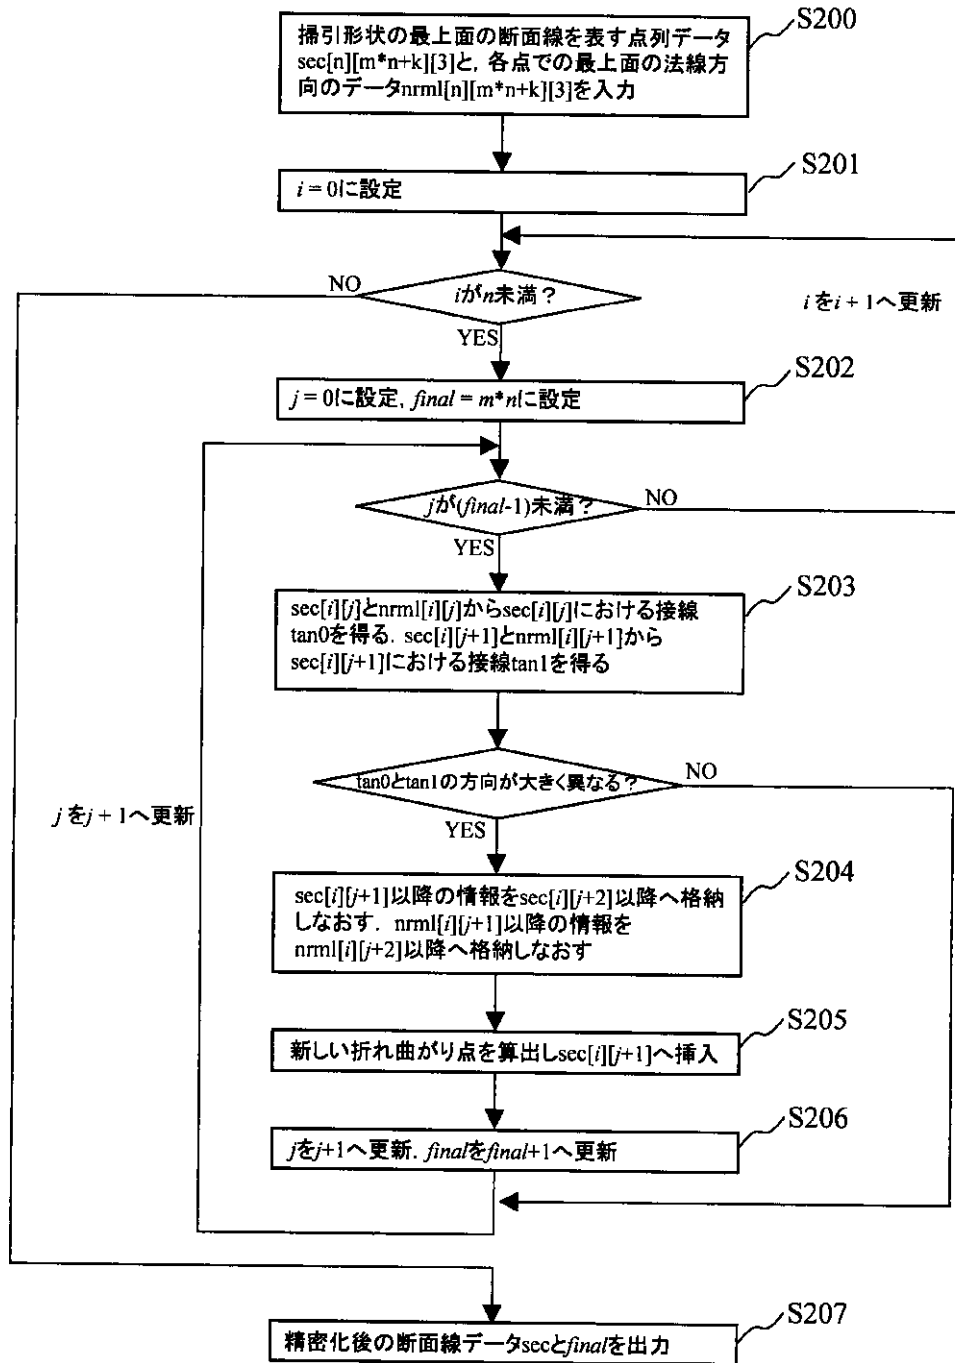 S200
掃引形状の最上面の断面線を表す点列データ
sec[n][m*n+k][3]と, 各点での最上面の法線方
向のデータnrml[n][m*n+k][3]を入力
S201
i = 0に設定
NO
iがn未満？
iをi + 1へ更新
YES
S202
j = 0に設定, final = m*nに設定
jが(final-1)未満？
NO
YES
S203
sec[i][j]とnrml[i][j]からsec[i][j]における接線
tan0を得る. sec[i][j+1]とnrml[i][j+1]から
sec[i][j+1]における接線tan1を得る
tan0とtan1の方向が大きく異なる？
NO
jをj + 1へ更新
YES
S204
sec[i][j+1]以降の情報をsec[i][j+2]以降へ格納
しなおす. nrml[i][j+1]以降の情報を
nrml[i][j+2]以降へ格納しなおす
S205
新しい折れ曲がり点を算出しsec[i][j+1]へ挿入
S206
jをj+1へ更新. finalをfinal+1へ更新
S207
精密化後の断面線データsecとfinalを出力